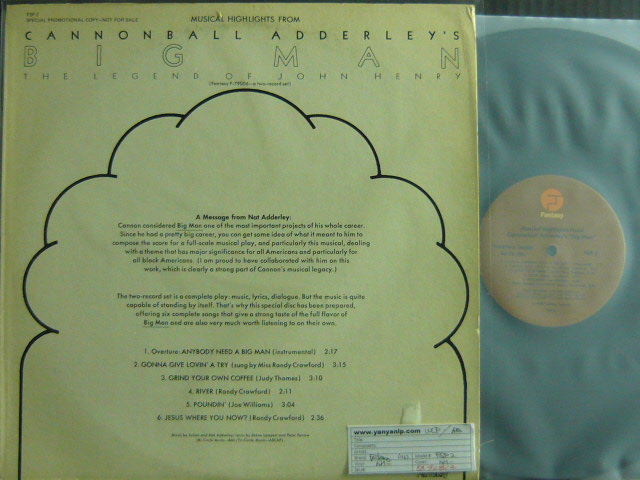 FSP-2
SPECIAL PROMOTIONAL COPY—NOT FOR SALE
MUSICAL HIGHLIGHTS FROM
CANNONBALL ADDERLEY'S
BIG MAN
THE LEGEND OF JOHN HENRY
(Fantasy F-79006—a two-record set)
A Message from Nat Adderley:
Cannon considered Big Man one of the most important projects of his whole career.
Since he had a pretty big career, you can get some idea of what it meant to him to
compose the score for a full-scale musical play, and particularly this musical, dealing
with a theme that has major significance for all Americans and particularly for
all black Americans. (I am proud to have collaborated with him on this
work, which is clearly a strong part of Cannon's musical legacy.)
The two-record set is a complete play: music, lyrics, dialogue. But the music is quite
capable of standing by itself. That's why this special disc has been prepared,
offering six complete songs that give a strong taste of the full flavor of
Big Man and are also very much worth listening to on their own.
1. Overture: ANYBODY NEED A BIG MAN (instrumental) 2:17
2. GONNA GIVE LOVIN' A TRY (sung by Miss Randy Crawford) 3:15
3. GRIND YOUR OWN COFFEE (Judy Thames) 3:10
4. RIVER (Randy Crawford) 2:11
5. POUNDIN' (Joe Williams) 3:04
6. JESUS WHERE YOU NOW? (Randy Crawford) 2:36
www.yanyanlp.com
Fantasy